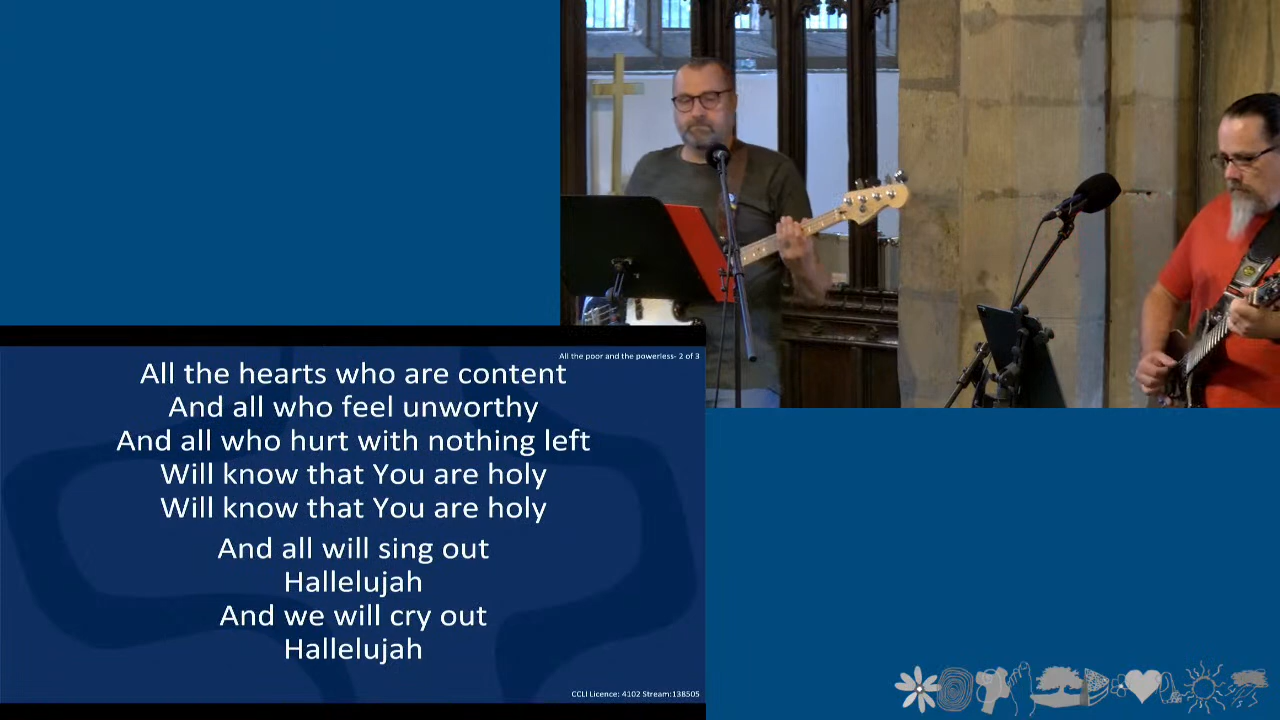 All the poor and the powerless- 2 of 3
All the hearts who are content
And all who feel unworthy
And all who hurt with nothing left
Will know that You are holy
Will know that You are holy
And all will sing out
Hallelujah
And we will cry out
Hallelujah
CCLI Licence: 4102 Stream:138505